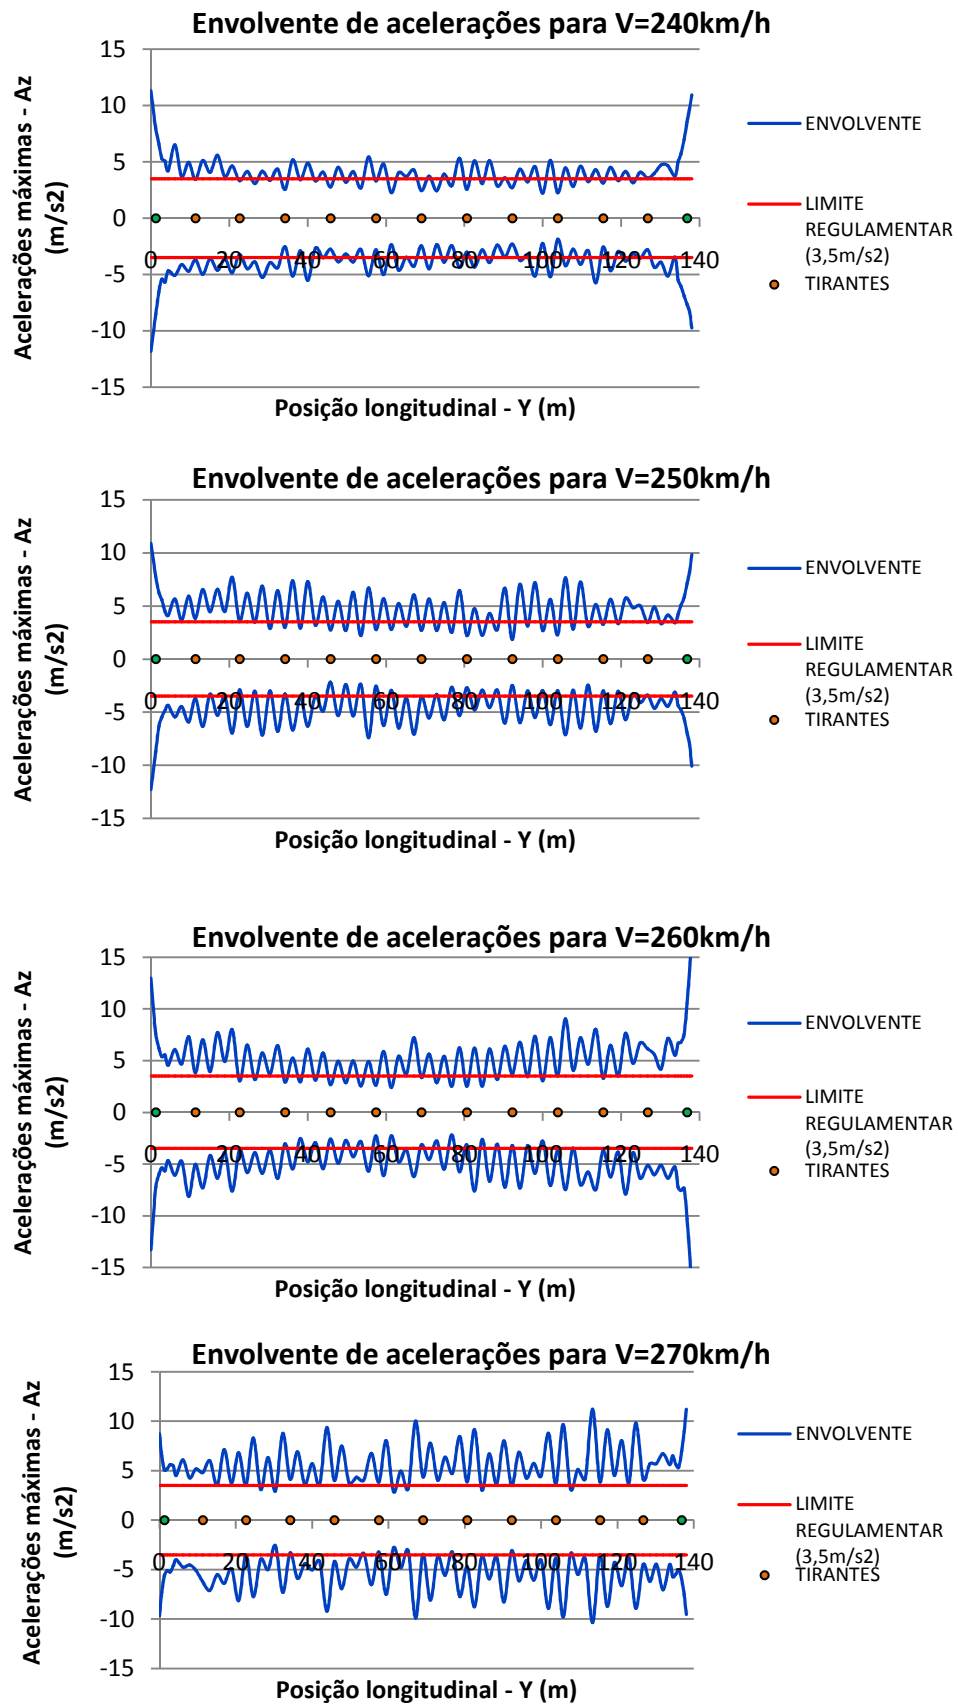 Envolvente de acelerações para V=240km/h
Acelerações máximas - Az
(m/s2)
15
10
5
0
-5
-10
-15
0 20 40 60 80 100 120 140
Posição longitudinal - Y (m)
ENVOLVENTE
LIMITE
REGULAMENTAR
(3,5m/s2)
TIRANTES
Envolvente de acelerações para V=250km/h
Acelerações máximas - Az
(m/s2)
15
10
5
0
-5
-10
-15
0 20 40 60 80 100 120 140
Posição longitudinal - Y (m)
ENVOLVENTE
LIMITE
REGULAMENTAR
(3,5m/s2)
TIRANTES
Envolvente de acelerações para V=260km/h
Acelerações máximas - Az
(m/s2)
15
10
5
0
-5
-10
-15
0 20 40 60 80 100 120 140
Posição longitudinal - Y (m)
ENVOLVENTE
LIMITE
REGULAMENTAR
(3,5m/s2)
TIRANTES
Envolvente de acelerações para V=270km/h
Acelerações máximas - Az
(m/s2)
15
10
5
0
-5
-10
-15
0 20 40 60 80 100 120 140
Posição longitudinal - Y (m)
ENVOLVENTE
LIMITE
REGULAMENTAR
(3,5m/s2)
TIRANTES